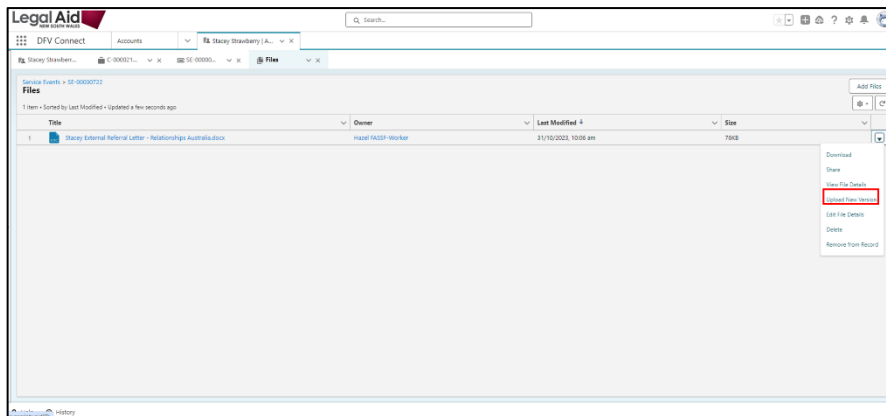 Legal Aid
NEW SOUTH WALES
Search...
DFV Connect
Accounts
Stacey Strawberry | A...
Stacey Strawberr...
C-000021...
SE-00000...
Files
Service Events > SE-00000722
Files
Add Files
1 item • Sorted by Last Modified • Updated a few seconds ago
Title Owner Last Modified Size
1 Stacey External Referral Letter - Relationships Australia.docx Hazel FASSF-Worker 31/10/2023, 10:06 am 70KB
Download
Share
View File Details
Upload New Version
Edit File Details
Delete
Remove from Record
History